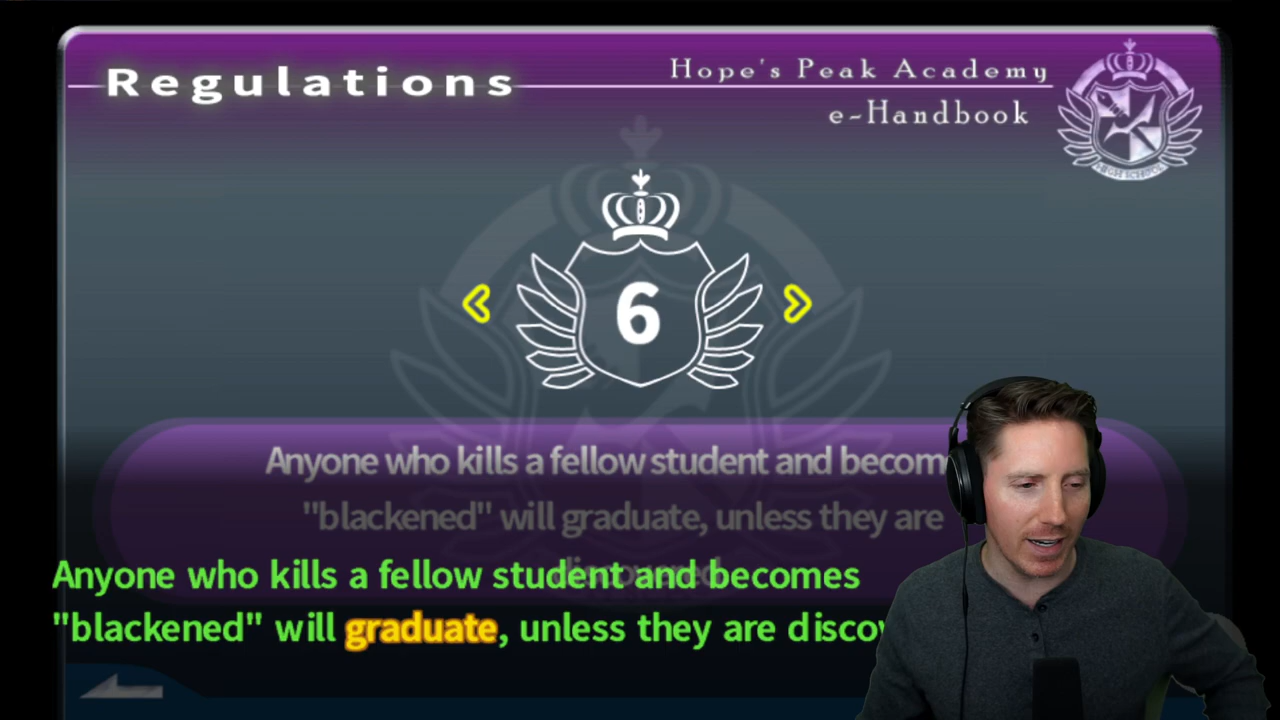 Regulations
Hope's Peak Academy
e-Handbook
6
Anyone who kills a fellow student and becom
"blackened" will graduate, unless they are
Anyone who kills a fellow student and becomes
"blackened" will graduate, unless they are disco